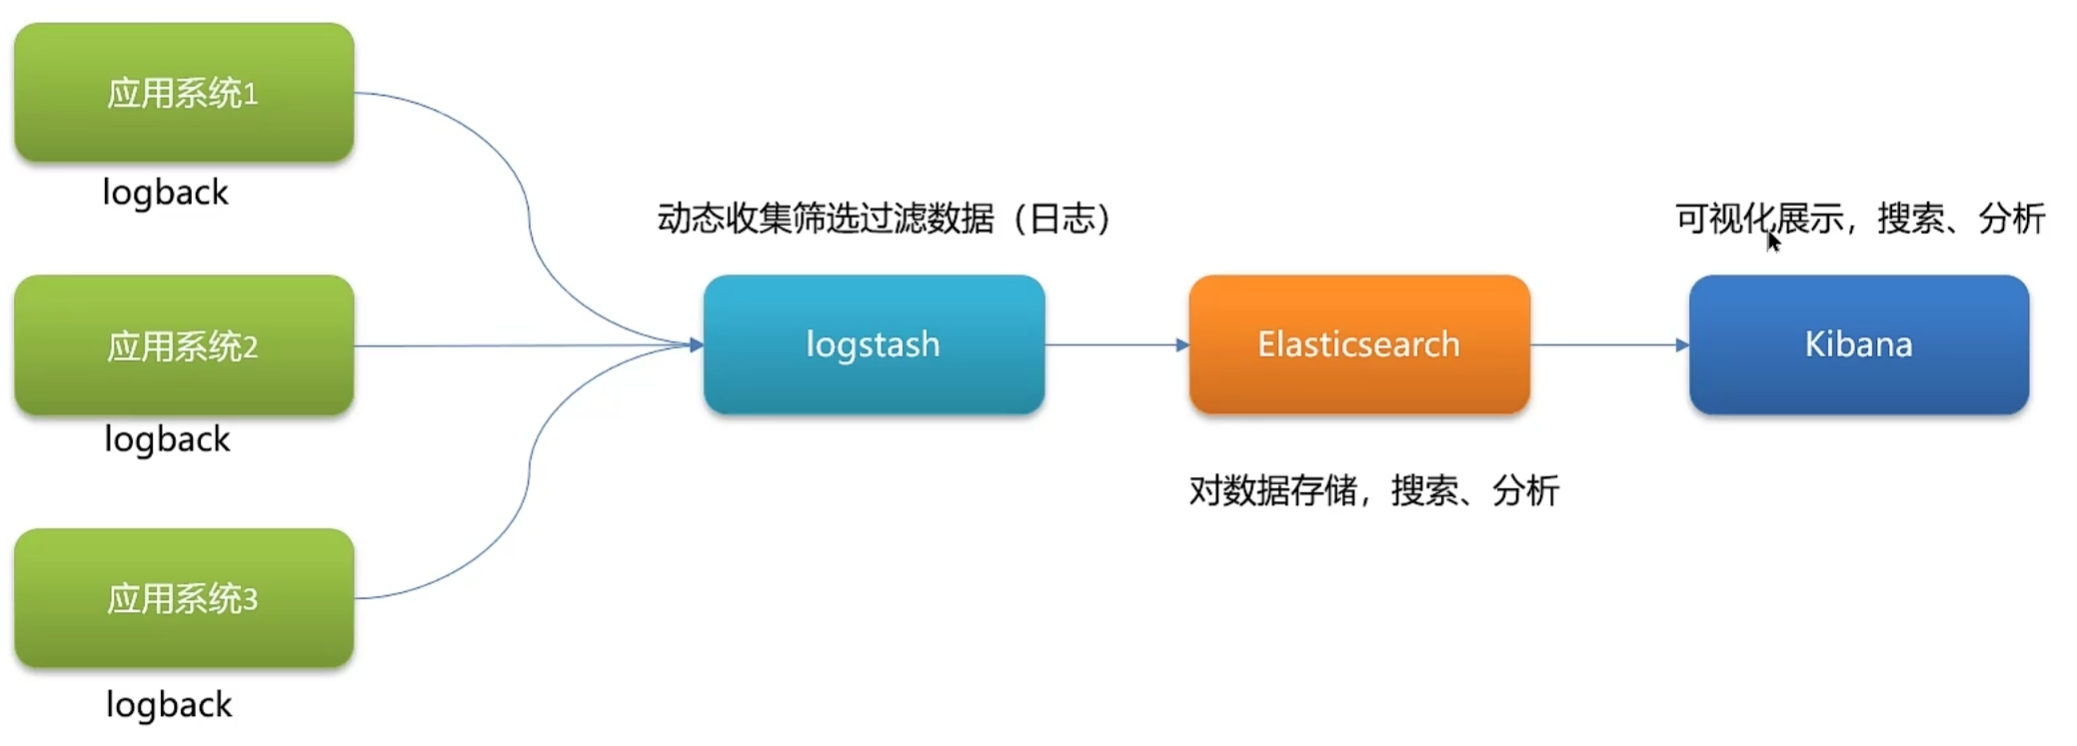 应用系统1
logback
动态收集筛选过滤数据（日志）
可视化展示，搜索、分析
应用系统2
logstash
Elasticsearch
Kibana
logback
对数据存储，搜索、分析
应用系统3
logback